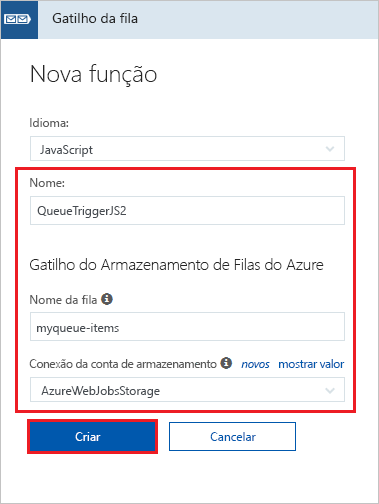 Gatilho da fila
Nova função
Idioma:
JavaScript
Nome:
QueueTriggerJS2
Gatilho do Armazenamento de Filas do Azure
Nome da fila
myqueue-items
Conexão da conta de armazenamento novos mostrar valor
AzureWebJobsStorage
Criar Cancelar